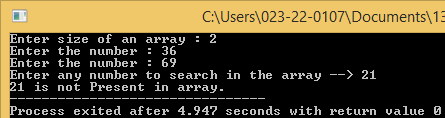 C:\Users\023-22-0107\Documents\13
Enter size of an array : 2
Enter the number : 36
Enter the number : 69
Enter any number to search in the array --> 21
21 is not Present in array.
--------------------------------
Process exited after 4.947 seconds with return value 0